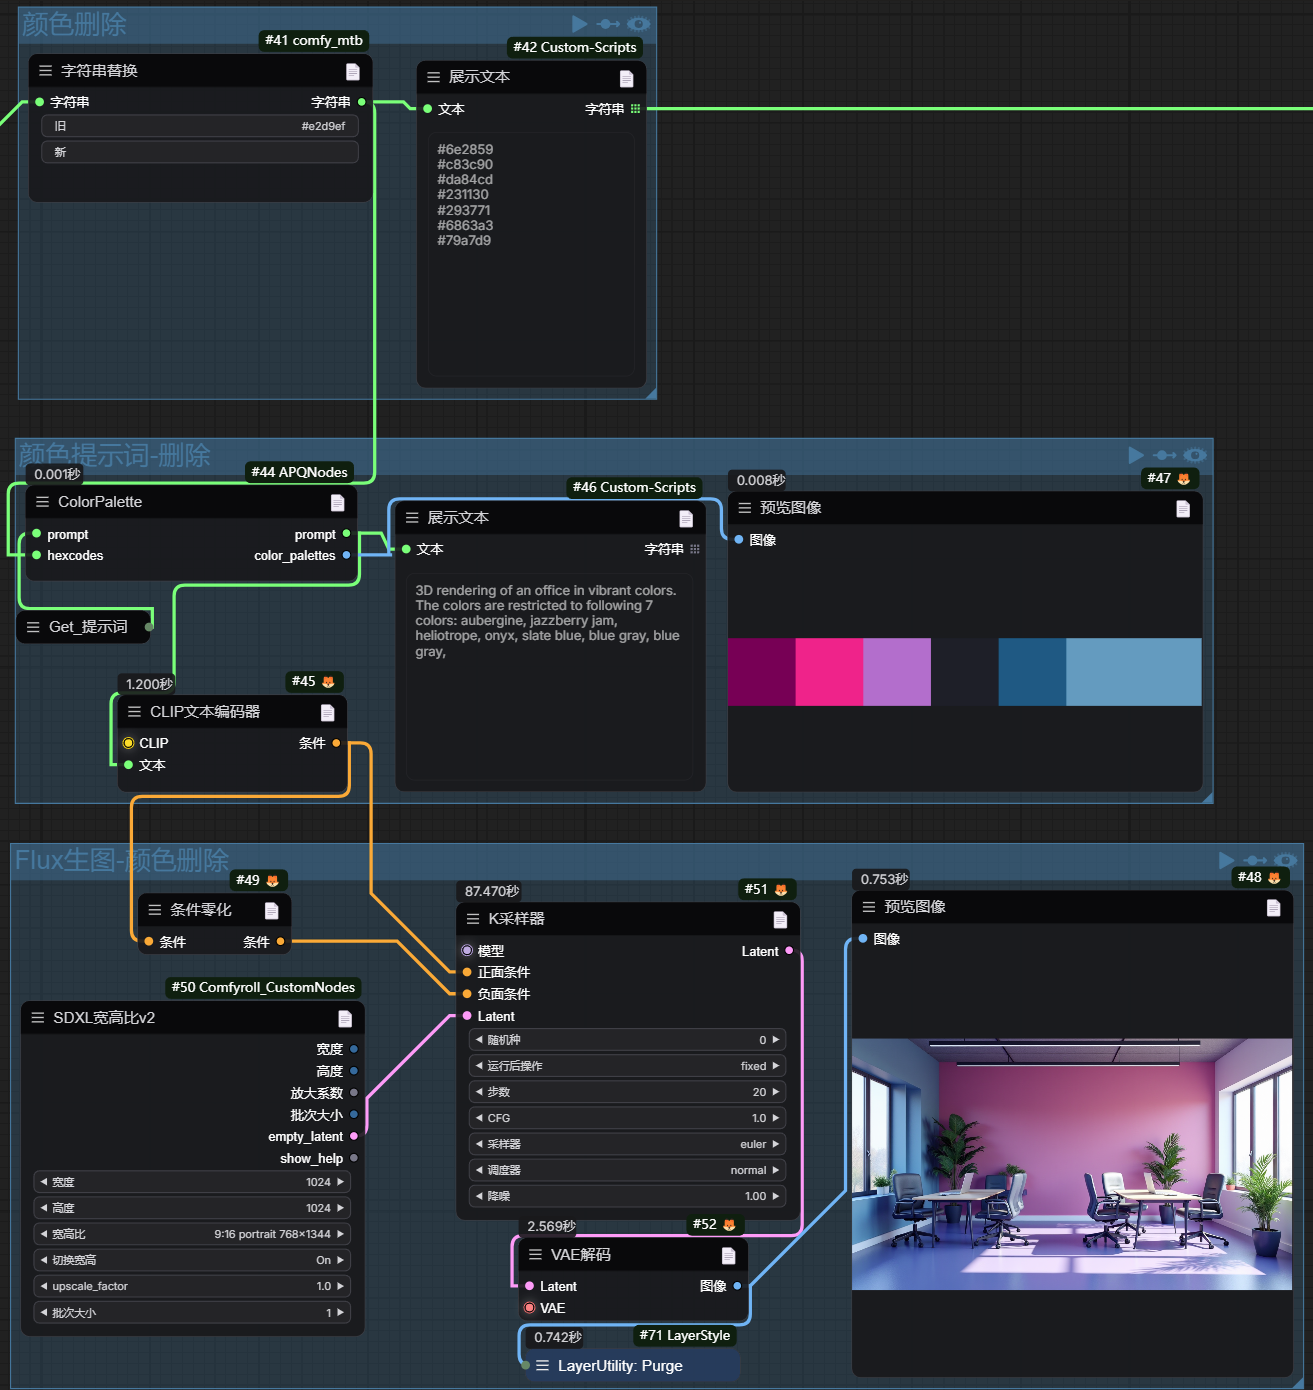 颜色删除
#41 comfy_mtb
字符串替换
字符串
字符串
旧
#e2d9ef
新
#42 Custom-Scripts
展示文本
文本
字符串
#6e2859
#c83c90
#da84cd
#231130
#293771
#6863a3
#79a7d9
颜色提示词-删除
0.001秒
#44 APQNodes
ColorPalette
prompt
prompt
hexcodes
color_palettes
Get_提示词
1.200秒
#45
CLIP文本编码器
CLIP
条件
文本
#46 Custom-Scripts
展示文本
文本
字符串
3D rendering of an office in vibrant colors.
The colors are restricted to following 7
colors: aubergine, jazzberry jam,
heliotrope, onyx, slate blue, blue gray, blue
gray,
0.008秒
#47
预览图像
图像
Flux生图-颜色删除
#49
条件零化
条件
条件
#50 Comfyroll_CustomNodes
SDXL宽高比v2
宽度
高度
放大系数
批次大小
empty_latent
show_help
宽度
1024
高度
1024
宽高比
9:16 portrait 768x1344
切换宽高
On
upscale_factor
1.0
批次大小
1
87.470秒
#51
K采样器
模型
Latent
正面条件
负面条件
Latent
随机种
0
运行后操作
fixed
步数
20
CFG
1.0
采样器
euler
调度器
normal
降噪
1.00
2.569秒
#52
VAE解码
Latent
图像
VAE
0.742秒
#71 LayerStyle
LayerUtility: Purge
0.753秒
#48
预览图像
图像